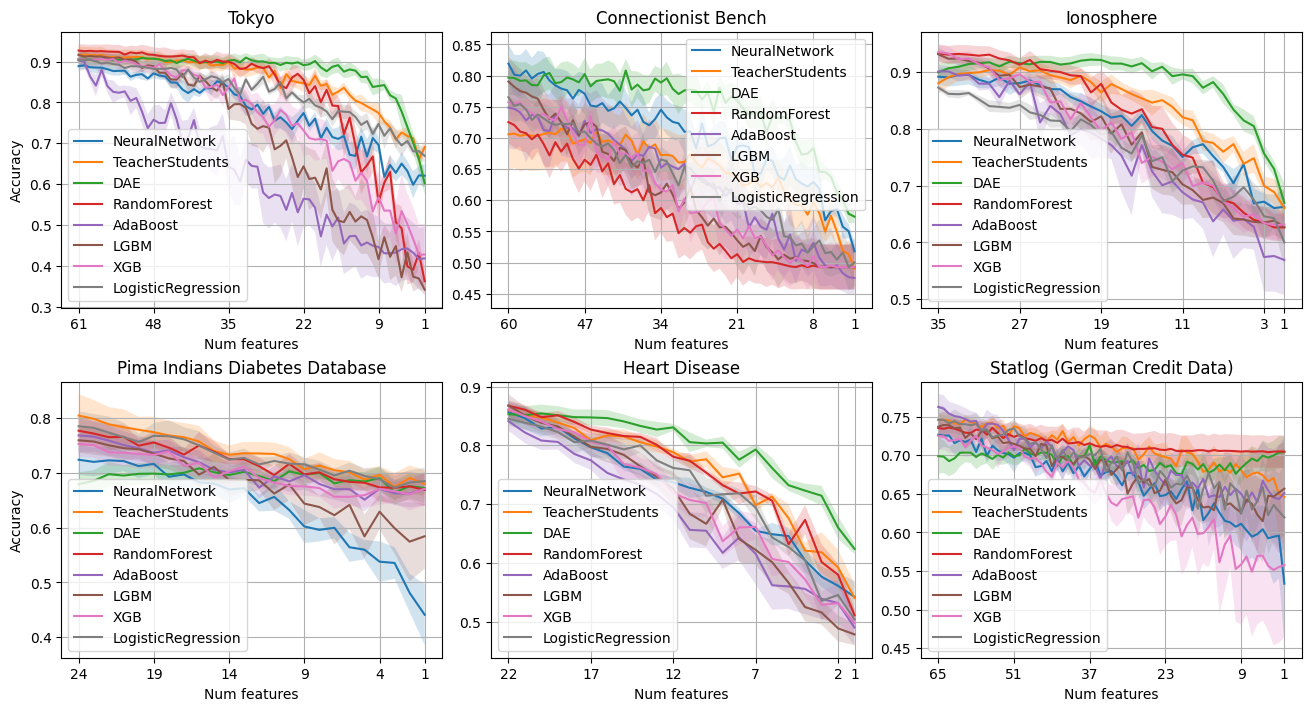 Tokyo
Accuracy
0.9
0.8
0.7
0.6
0.5
0.4
0.3
NeuralNetwork
TeacherStudents
DAE
RandomForest
AdaBoost
LGBM
XGB
LogisticRegression
61 48 35 22 9 1
Num features
Connectionist Bench
0.85
0.80
0.75
0.70
0.65
0.60
0.55
0.50
0.45
NeuralNetwork
TeacherStudents
DAE
RandomForest
AdaBoost
LGBM
XGB
LogisticRegression
60 47 34 21 8 1
Num features
Ionosphere
0.9
0.8
0.7
0.6
0.5
NeuralNetwork
TeacherStudents
DAE
RandomForest
AdaBoost
LGBM
XGB
LogisticRegression
35 27 19 11 3 1
Num features
Pima Indians Diabetes Database
Accuracy
0.8
0.7
0.6
0.5
0.4
NeuralNetwork
TeacherStudents
DAE
RandomForest
AdaBoost
LGBM
XGB
LogisticRegression
24 19 14 9 4 1
Num features
Heart Disease
0.9
0.8
0.7
0.6
0.5
NeuralNetwork
TeacherStudents
DAE
RandomForest
AdaBoost
LGBM
XGB
LogisticRegression
22 17 12 7 2 1
Num features
Statlog (German Credit Data)
0.75
0.70
0.65
0.60
0.55
0.50
0.45
NeuralNetwork
TeacherStudents
DAE
RandomForest
AdaBoost
LGBM
XGB
LogisticRegression
65 51 37 23 9 1
Num features